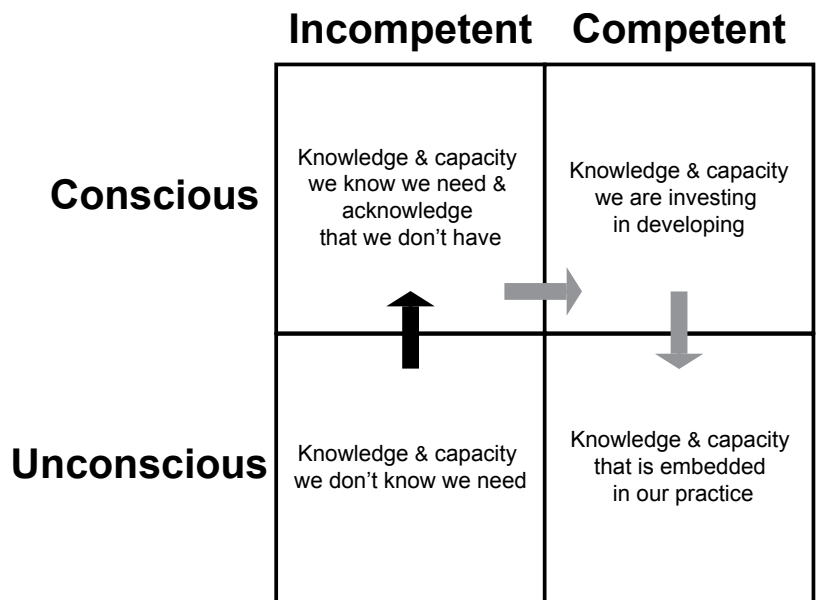 Incompetent Competent
Conscious
Knowledge & capacity
we know we need &
acknowledge
that we don't have
Knowledge & capacity
we are investing
in developing
Unconscious
Knowledge & capacity
we don't know we need
Knowledge & capacity
that is embedded
in our practice